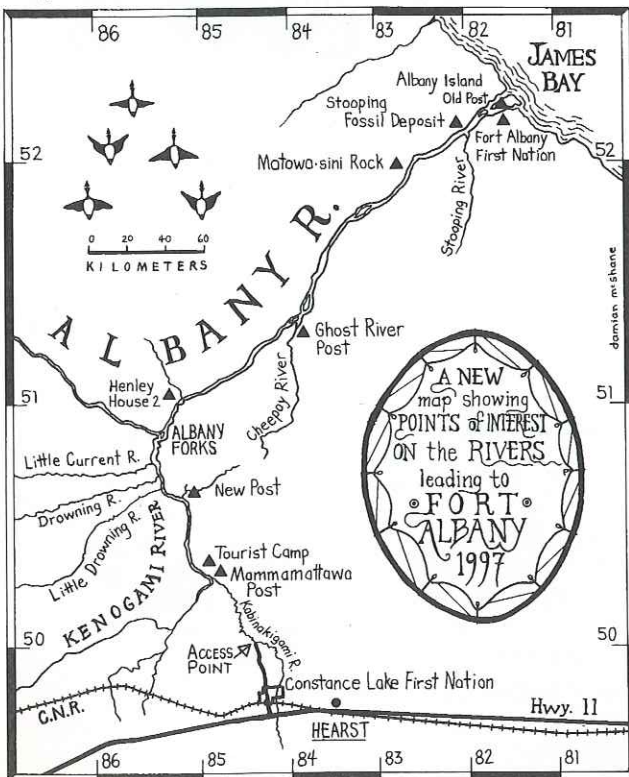 86
85
84
83
82
81
JAMES
BAY
Albany Island
Old Post
Stooping
Fossil Deposit
Fort Albany
First Nation
52
52
Matowa-sini Rock
Stooping River
0 20 40 60
KILOMETERS
damian mcshane
ALBANY R.
Ghost River
Post
Cheepay River
Henley
House 2
51
51
ALBANY
FORKS
Little Current R.
Drowning R.
New Post
Little Drowning R.
KENOGAMI RIVER
Tourist Camp
Mammamattawa
Post
Kabinakigami R.
A NEW
map showing
POINTS of INTEREST
ON the RIVERS
leading to
FORT
ALBANY
1997
50
50
ACCESS
POINT
Constance Lake First Nation
C.N.R.
Hwy. 11
HEARST
86
85
84
83
82
81